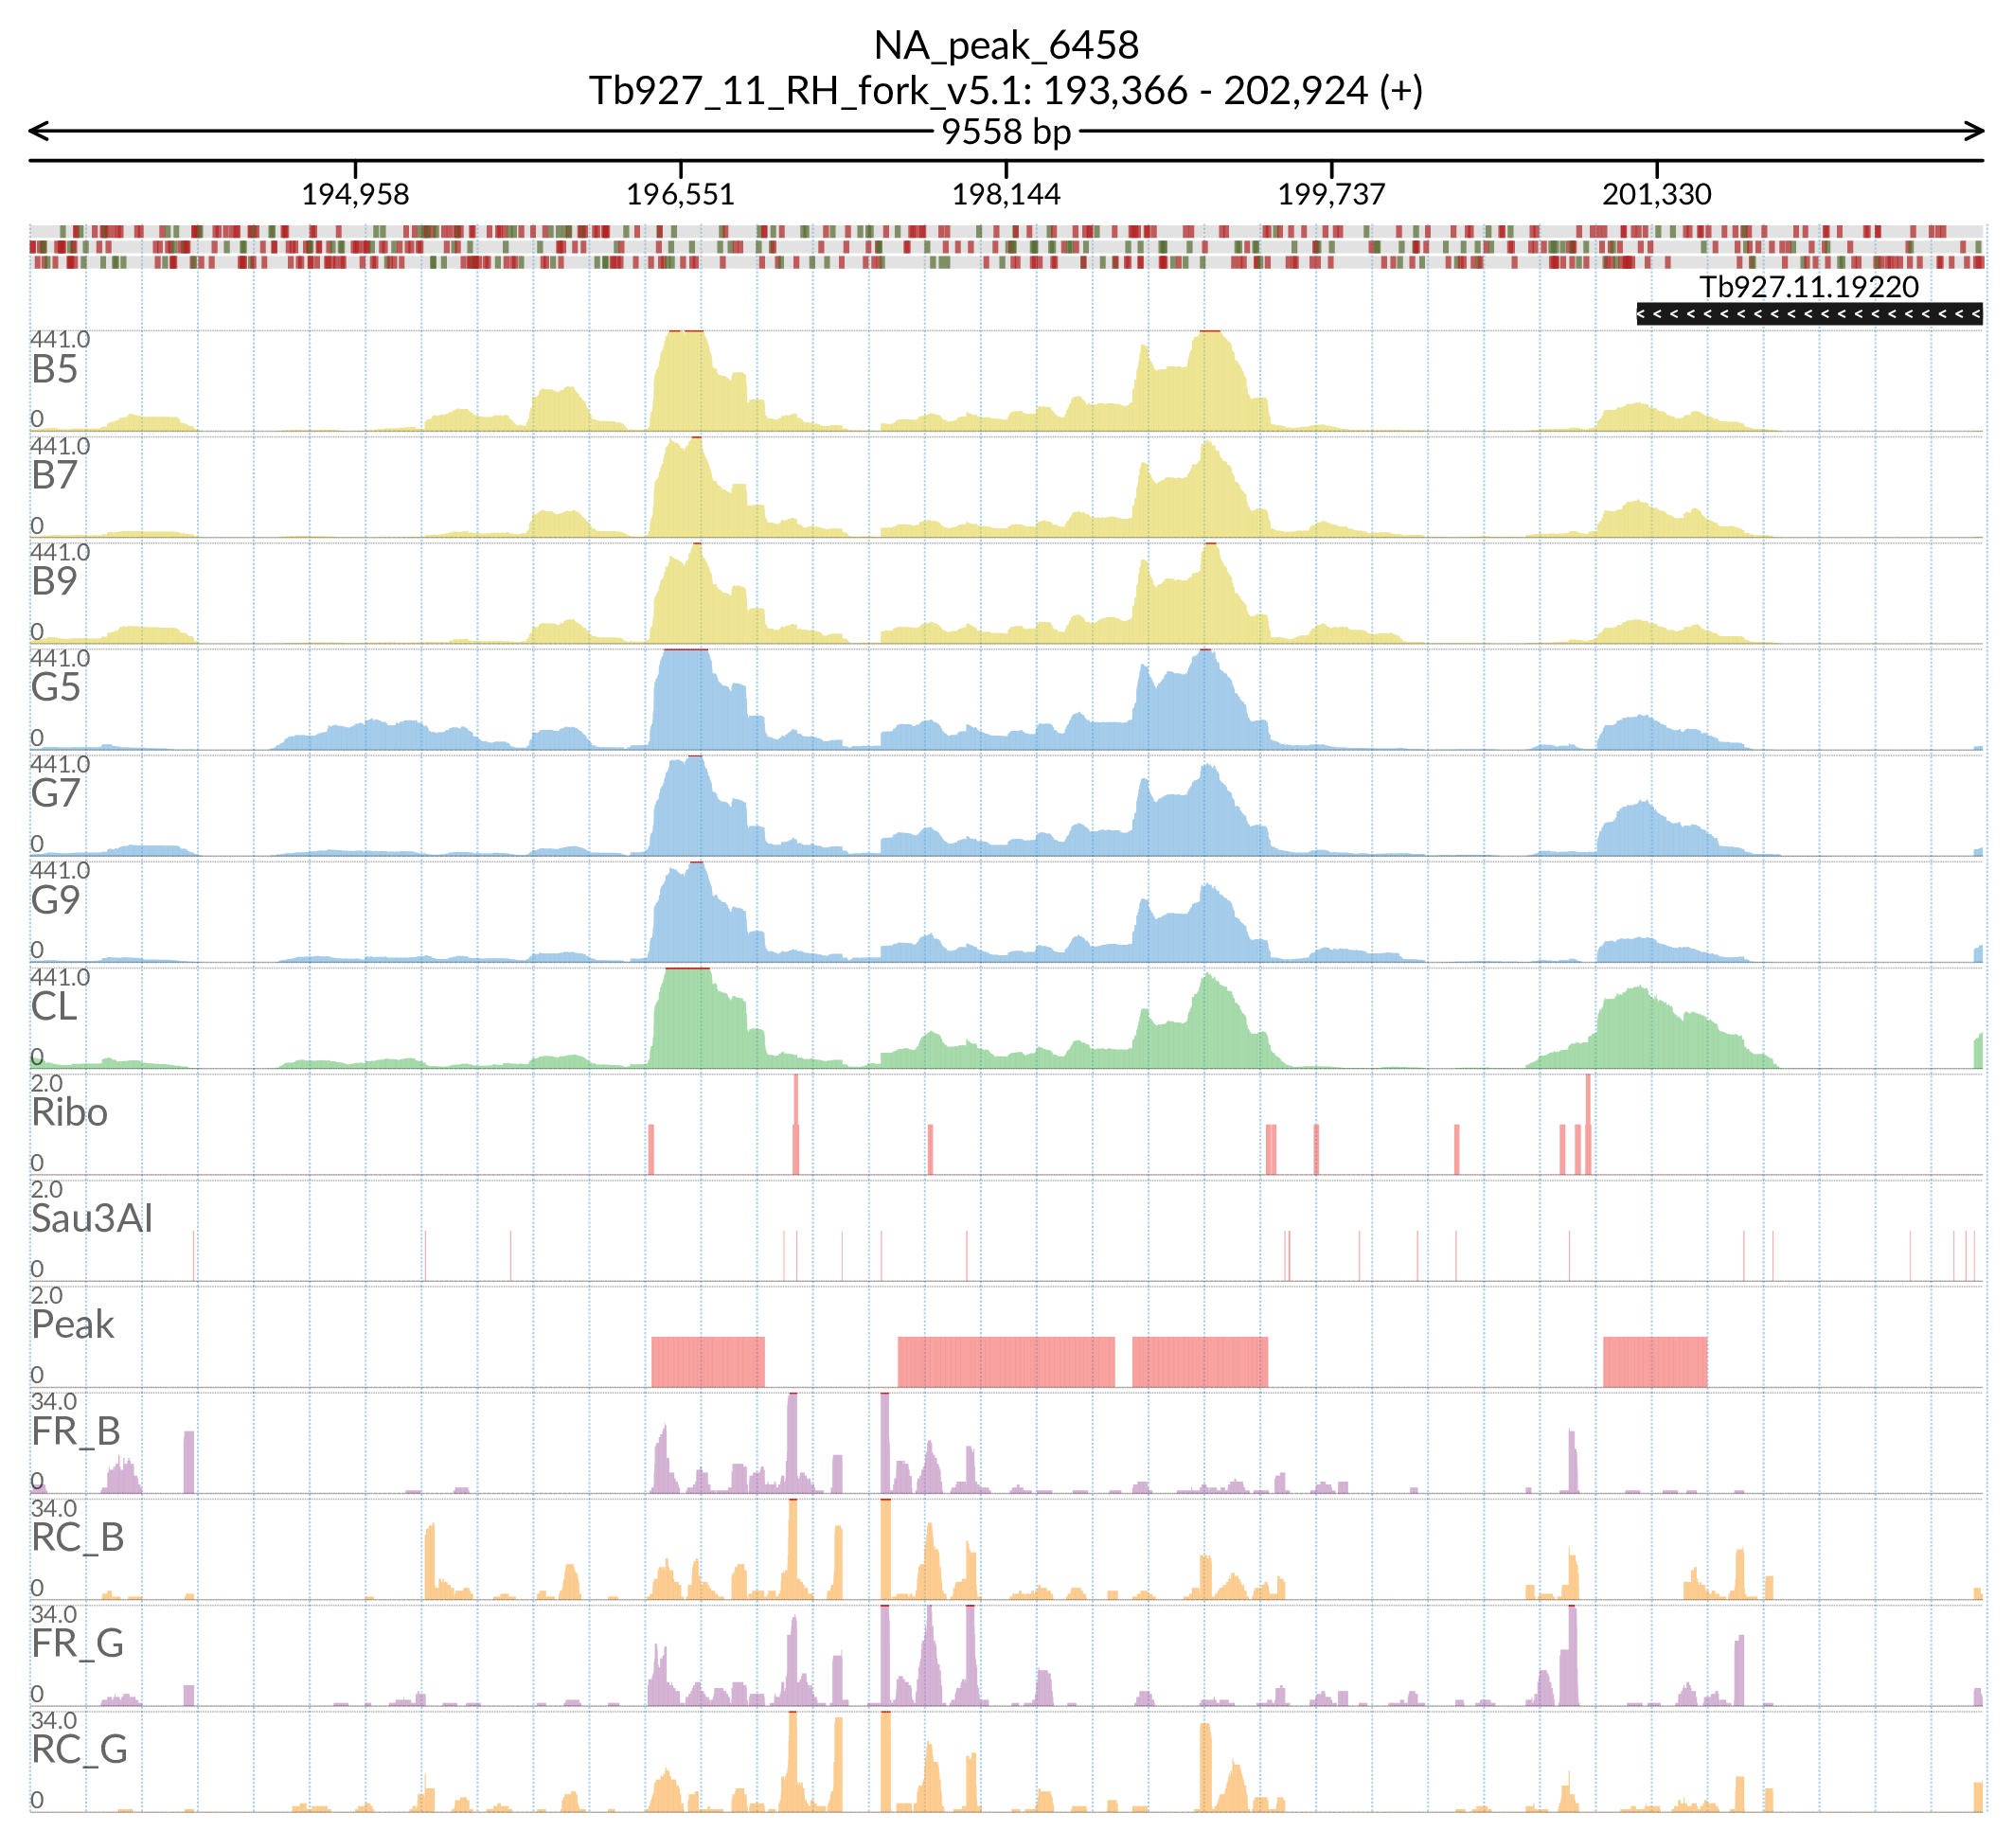 NA_peak_6458
Tb927_11_RH_fork_v5.1: 193,366 - 202,924 (+)
9558 bp
194,958 196,551 198,144 199,737 201,330
Tb927.11.19220
441.0
B5
0
441.0
B7
0
441.0
B9
0
441.0
G5
0
441.0
G7
0
441.0
G9
0
441.0
CL
0
2.0
Ribo
0
2.0
Sau3AI
0
2.0
Peak
0
34.0
FR_B
0
34.0
RC_B
0
34.0
FR_G
0
34.0
RC_G
0